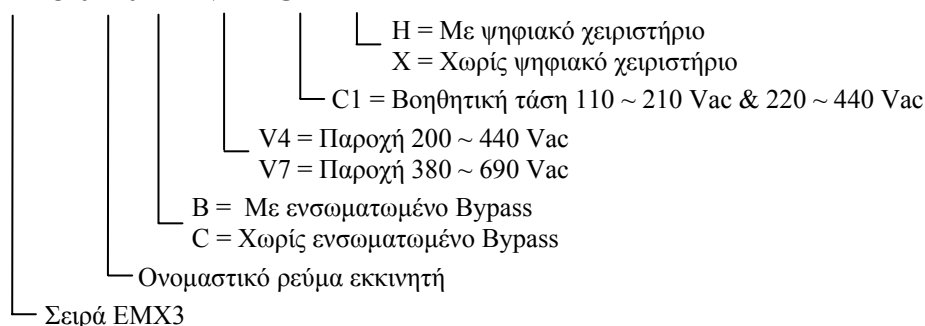 H = Με ψηφιακό χειριστήριο
X = Χωρίς ψηφιακό χειριστήριο
C1 = Βοηθητική τάση 110 ~ 210 Vac & 220 ~ 440 Vac
V4 = Παροχή 200 ~ 440 Vac
V7 = Παροχή 380 ~ 690 Vac
B = Με ενσωματωμένο Bypass
C = Χωρίς ενσωματωμένο Bypass
Ονομαστικό ρεύμα εκκινητή
Σειρά EMX3